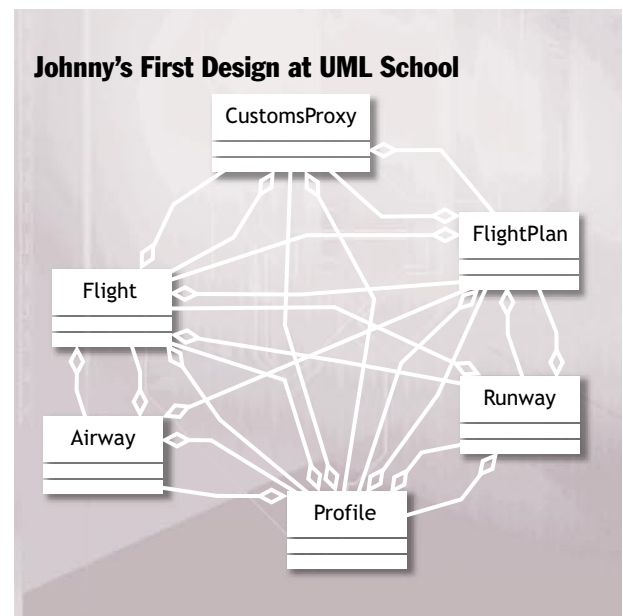 Johnny’s First Design at UML School
CustomsProxy
FlightPlan
Flight
Runway
Airway
Profile